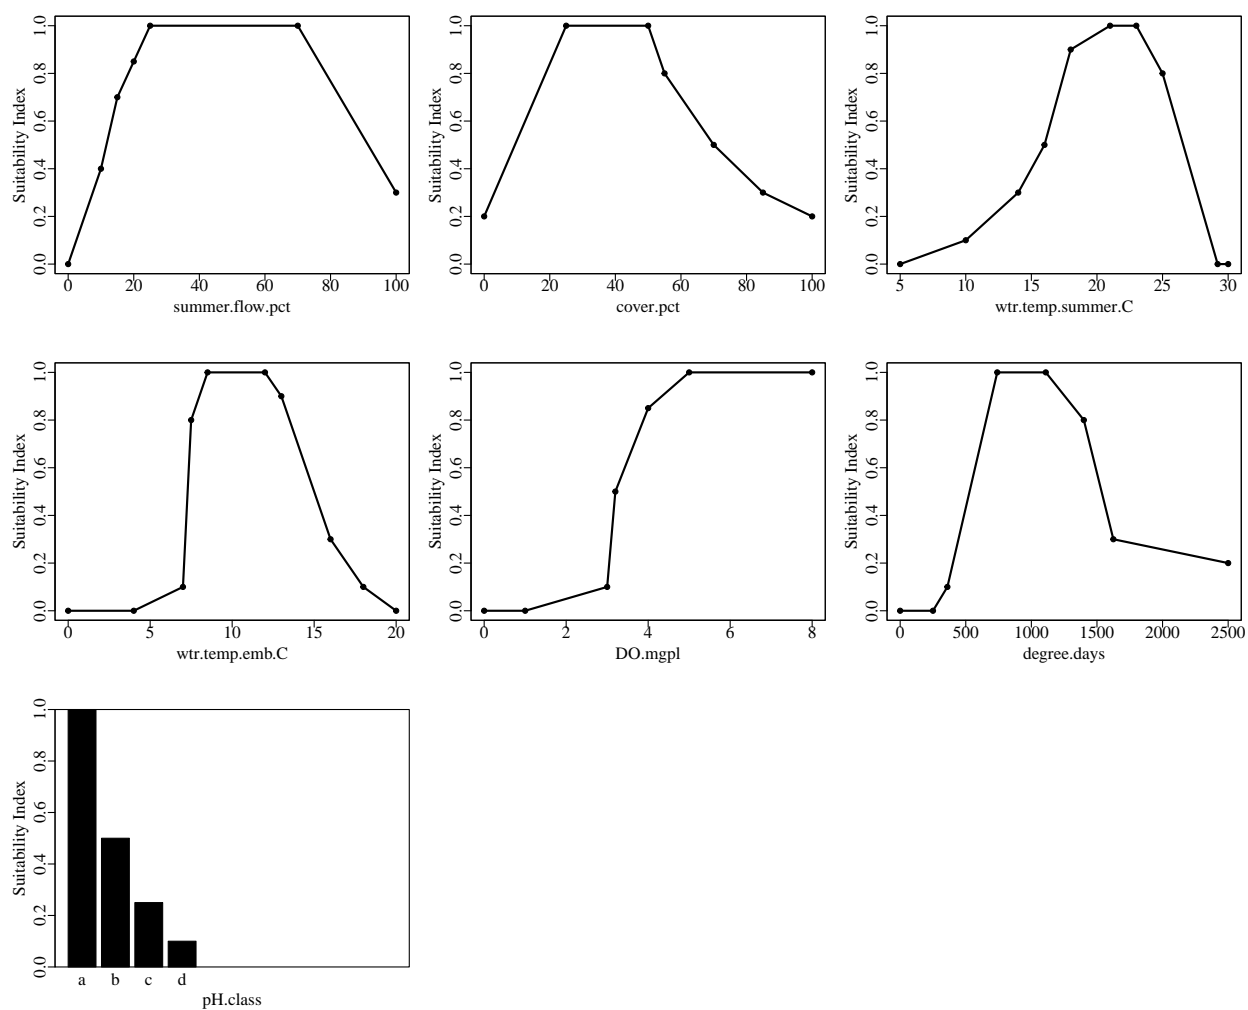 Suitability Index
0.0 0.2 0.4 0.6 0.8 1.0
0 20 40 60 80 100
summer.flow.pct
Suitability Index
0.0 0.2 0.4 0.6 0.8 1.0
0 20 40 60 80 100
cover.pct
Suitability Index
0.0 0.2 0.4 0.6 0.8 1.0
5 10 15 20 25 30
wtr.temp.summer.C
Suitability Index
0.0 0.2 0.4 0.6 0.8 1.0
0 5 10 15 20
wtr.temp.emb.C
Suitability Index
0.0 0.2 0.4 0.6 0.8 1.0
0 2 4 6 8
DO.mgpl
Suitability Index
0.0 0.2 0.4 0.6 0.8 1.0
0 500 1000 1500 2000 2500
degree.days
Suitability Index
0.0 0.2 0.4 0.6 0.8 1.0
a b c d
pH.class